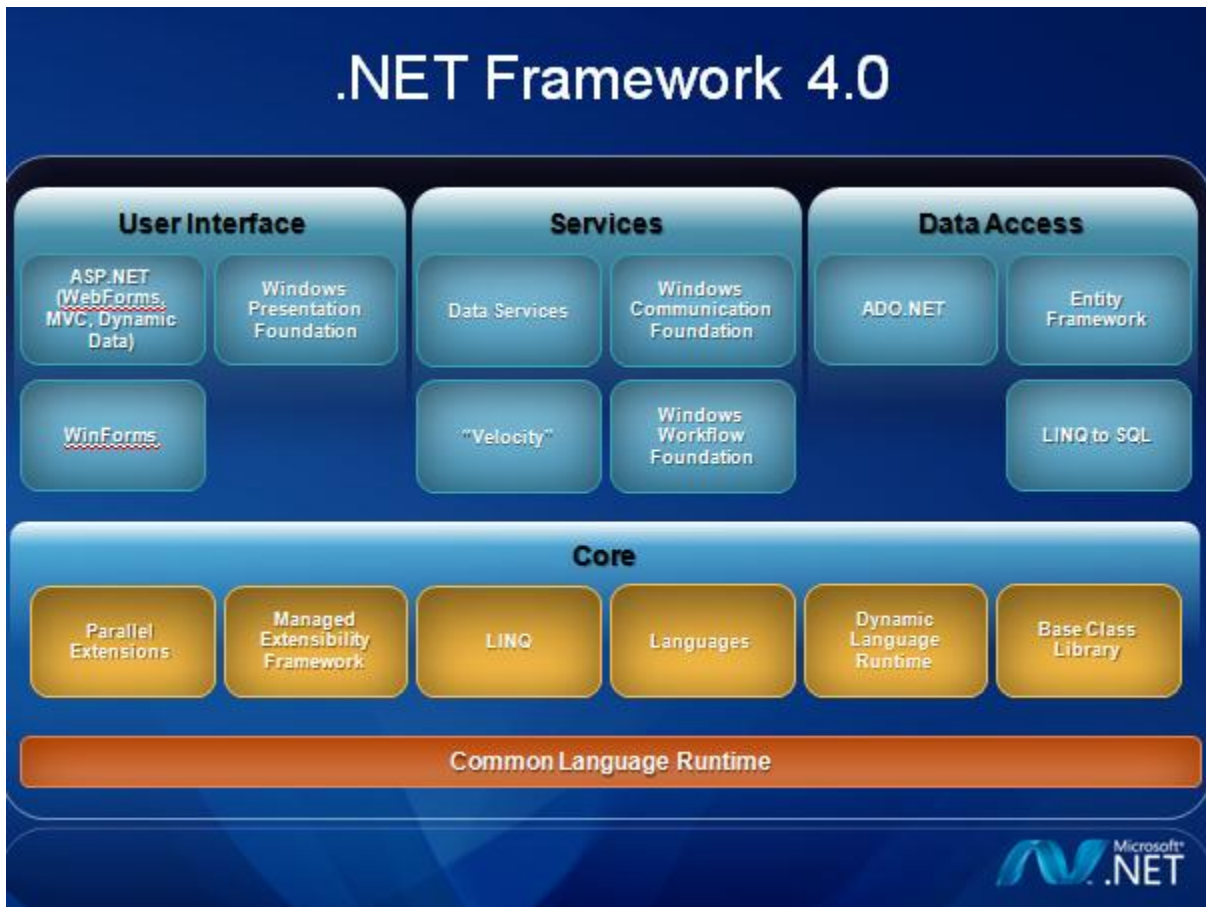 .NET Framework 4.0
User Interface
ASP.NET
(WebForms,
MVC, Dynamic
Data)
Windows
Presentation
Foundation
WinForms
Services
Data Services
Windows
Communication
Foundation
"Velocity"
Windows
Workflow
Foundation
Data Access
ADO.NET
Entity
Framework
LINQ to SQL
Core
Parallel
Extensions
Managed
Extensibility
Framework
LINQ
Languages
Dynamic
Language
Runtime
Base Class
Library
Common Language Runtime
Microsoft®
.NET